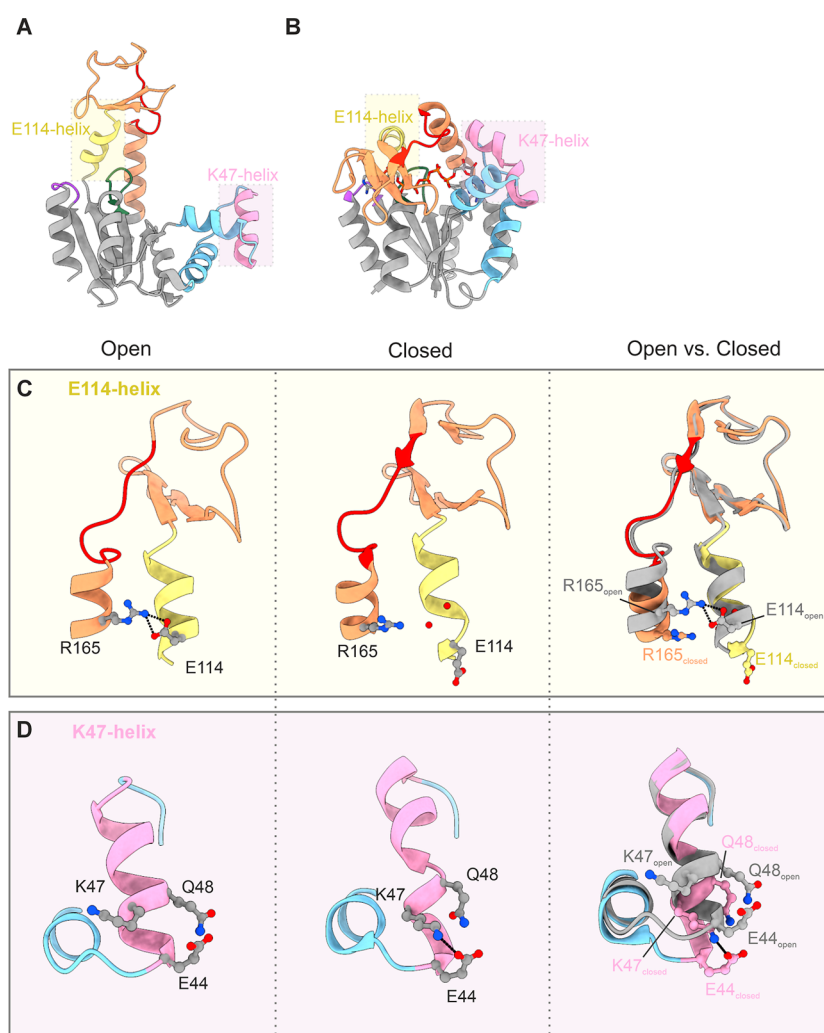 A
B
E114-helix
K47-helix
E114-helix
K47-helix
Open
Closed
Open vs. Closed
C
E114-helix
R165
E114
R165
E114
R165open
E114open
R165closed
E114closed
D
K47-helix
K47
Q48
E44
K47
Q48
E44
Q48closed
K47open
Q48open
E44open
K47closed
E44closed